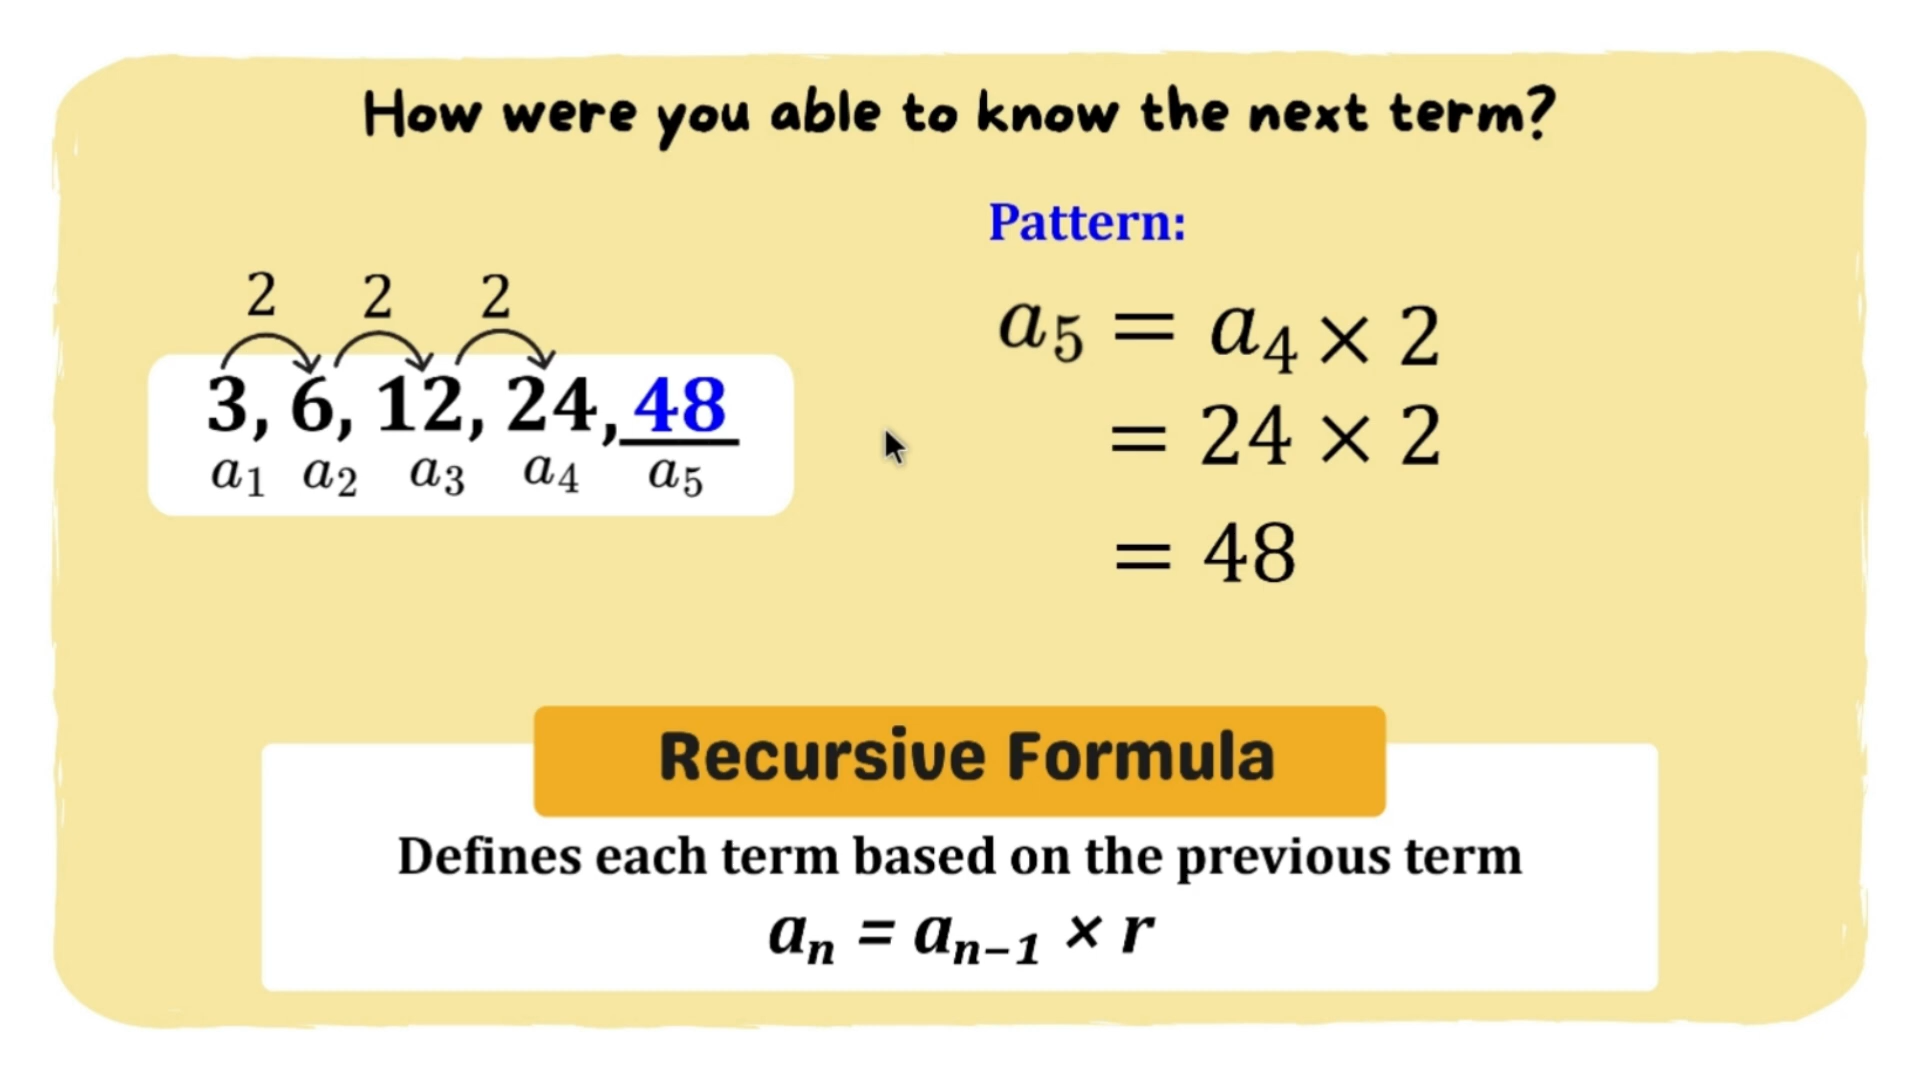 How were you able to know the next term?
2 2 2
3, 6, 12, 24, 48
a₁ a₂ a₃ a₄ a₅
Pattern:
a₅ = a₄ × 2
= 24 × 2
= 48
Recursive Formula
Defines each term based on the previous term
aₙ = aₙ₋₁ × r